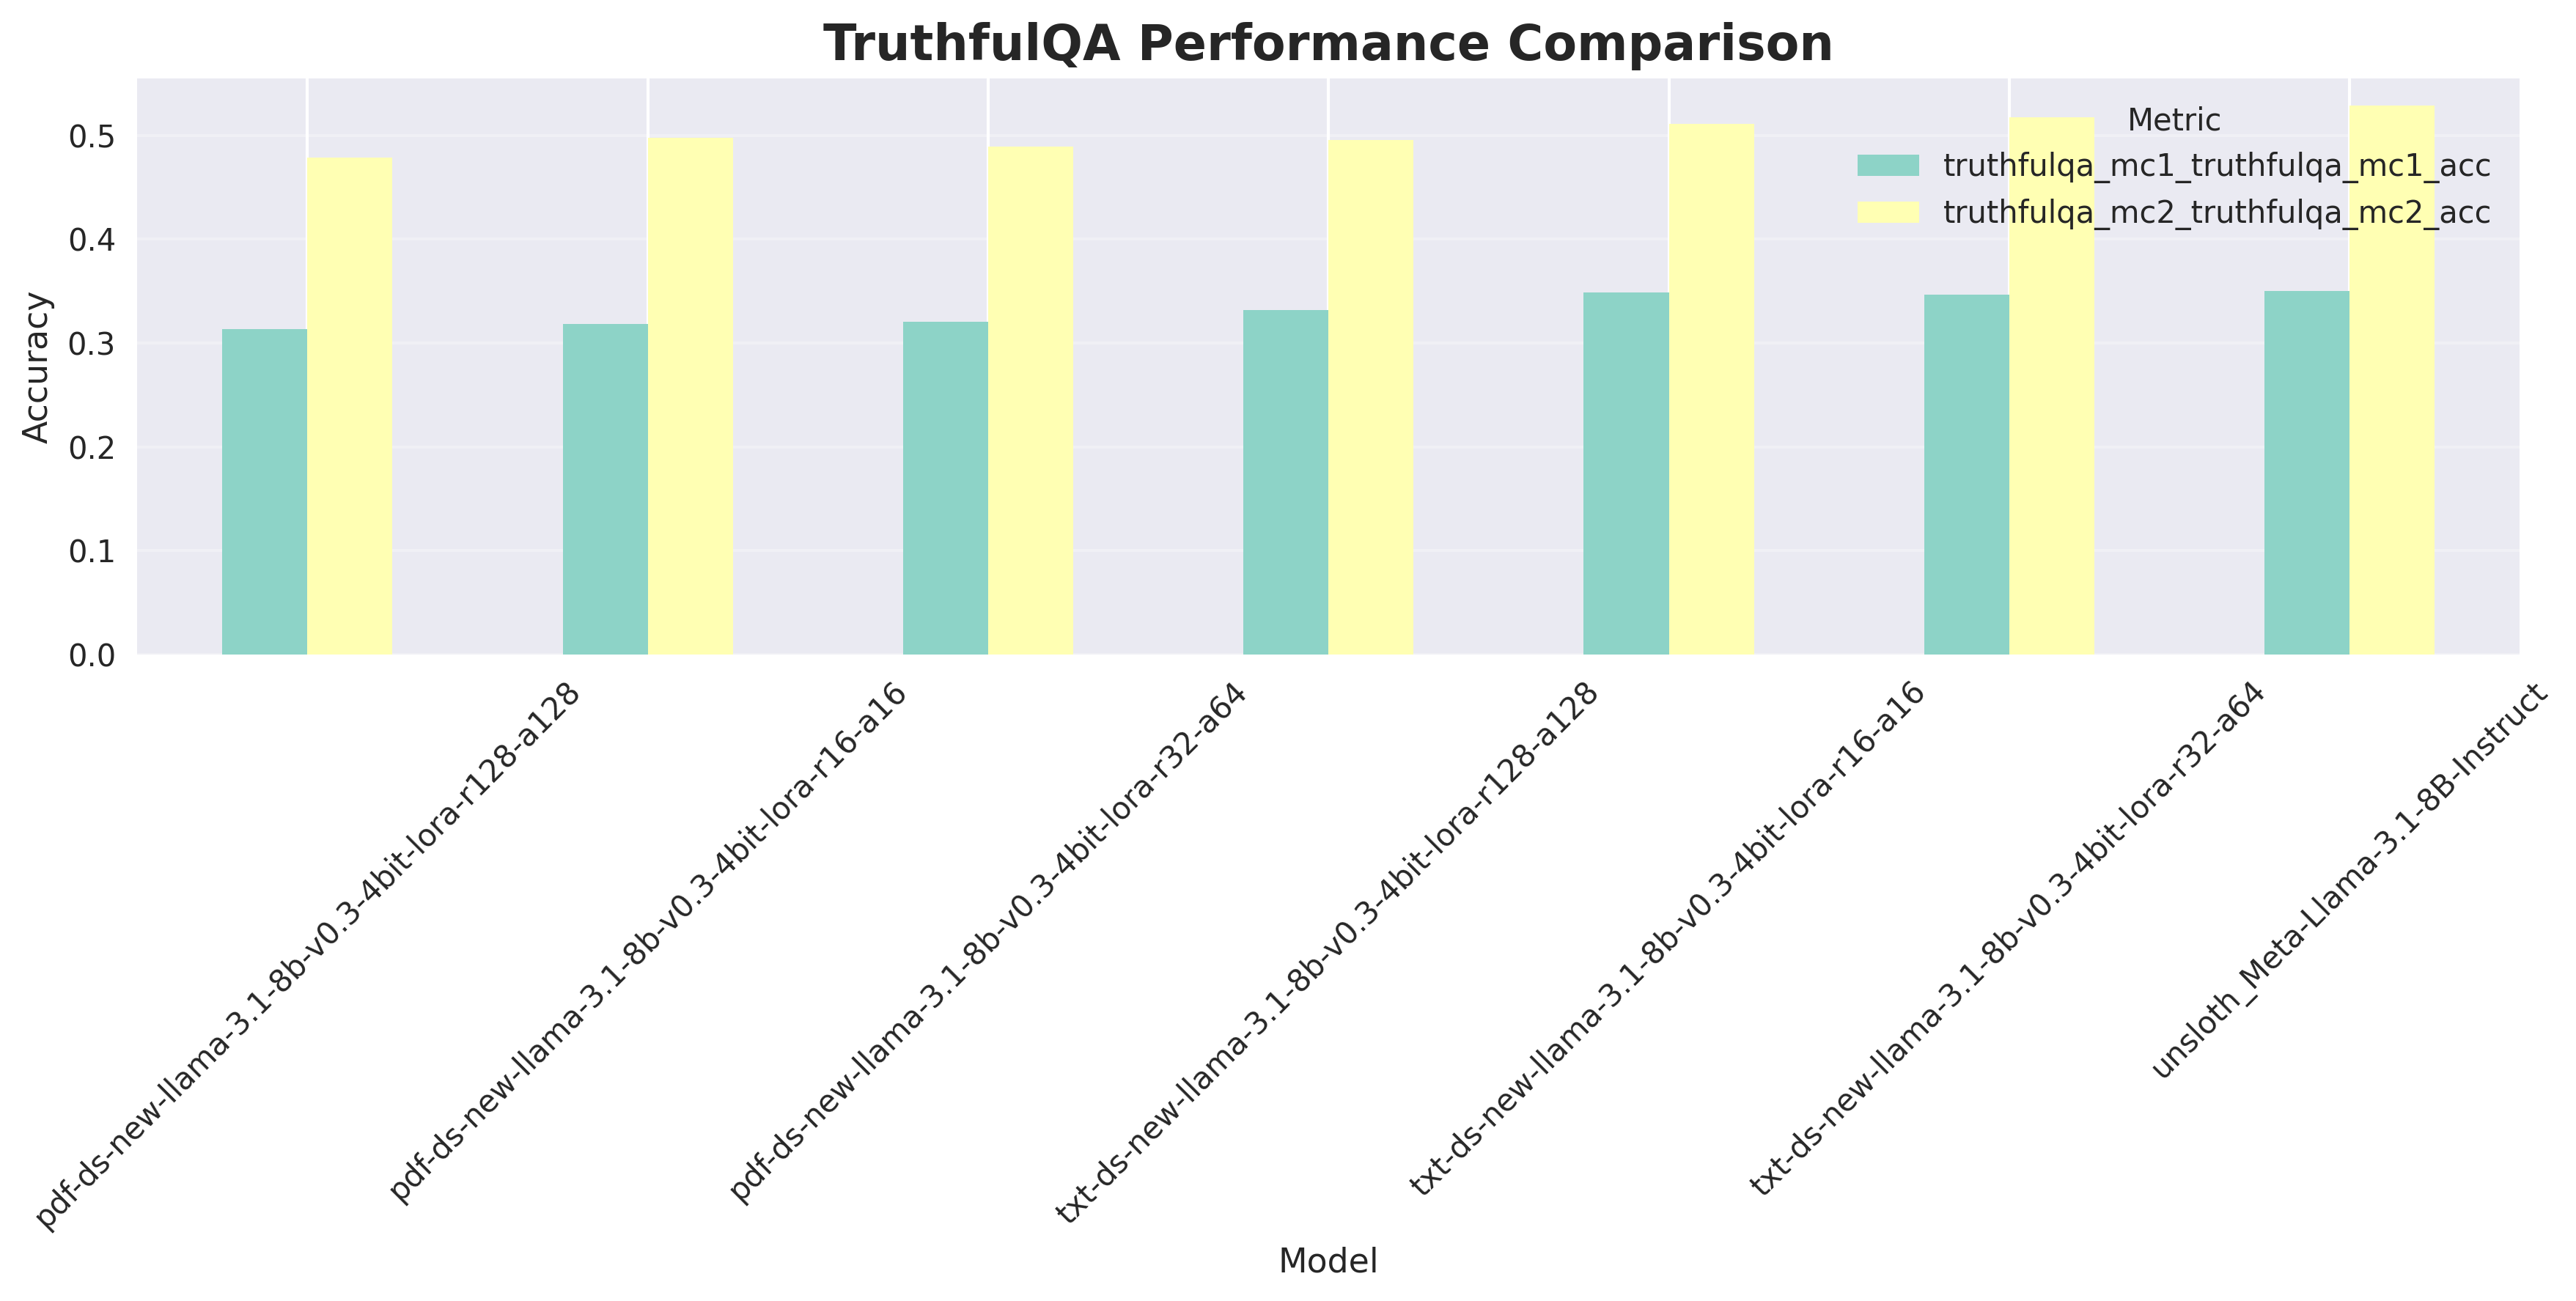 TruthfulQA Performance Comparison
Metric
truthfulqa_mc1_truthfulqa_mc1_acc
truthfulqa_mc2_truthfulqa_mc2_acc
Accuracy
0.5
0.4
0.3
0.2
0.1
0.0
pdf-ds-new-llama-3.1-8b-v0.3-4bit-lora-r128-a128
pdf-ds-new-llama-3.1-8b-v0.3-4bit-lora-r16-a16
pdf-ds-new-llama-3.1-8b-v0.3-4bit-lora-r32-a64
txt-ds-new-llama-3.1-8b-v0.3-4bit-lora-r128-a128
txt-ds-new-llama-3.1-8b-v0.3-4bit-lora-r16-a16
txt-ds-new-llama-3.1-8b-v0.3-4bit-lora-r32-a64
unsloth_Meta-Llama-3.1-8B-Instruct
Model